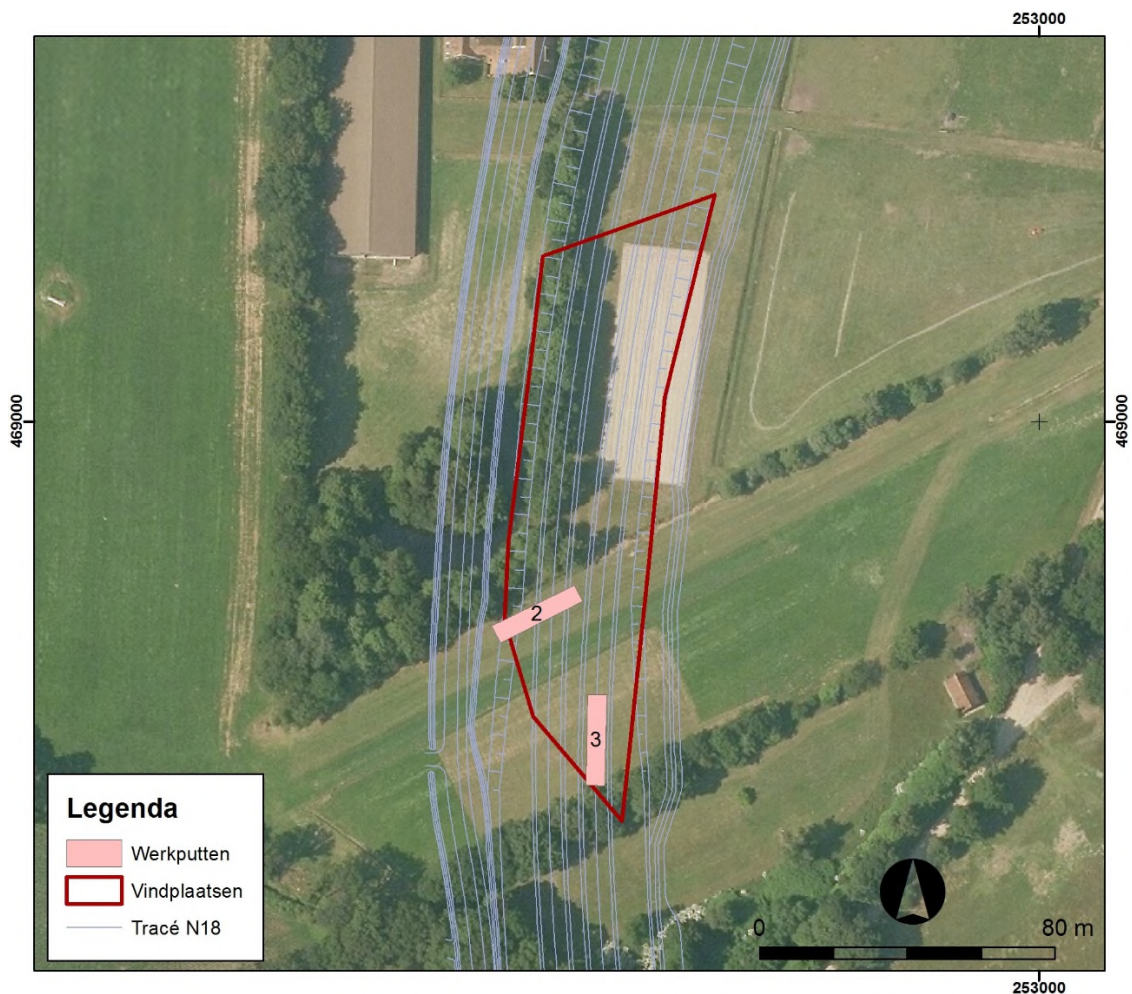 253000
469000
469000
2
3
Legenda
Werkputten
Vindplaatsen
Tracé N18
0 80 m
253000